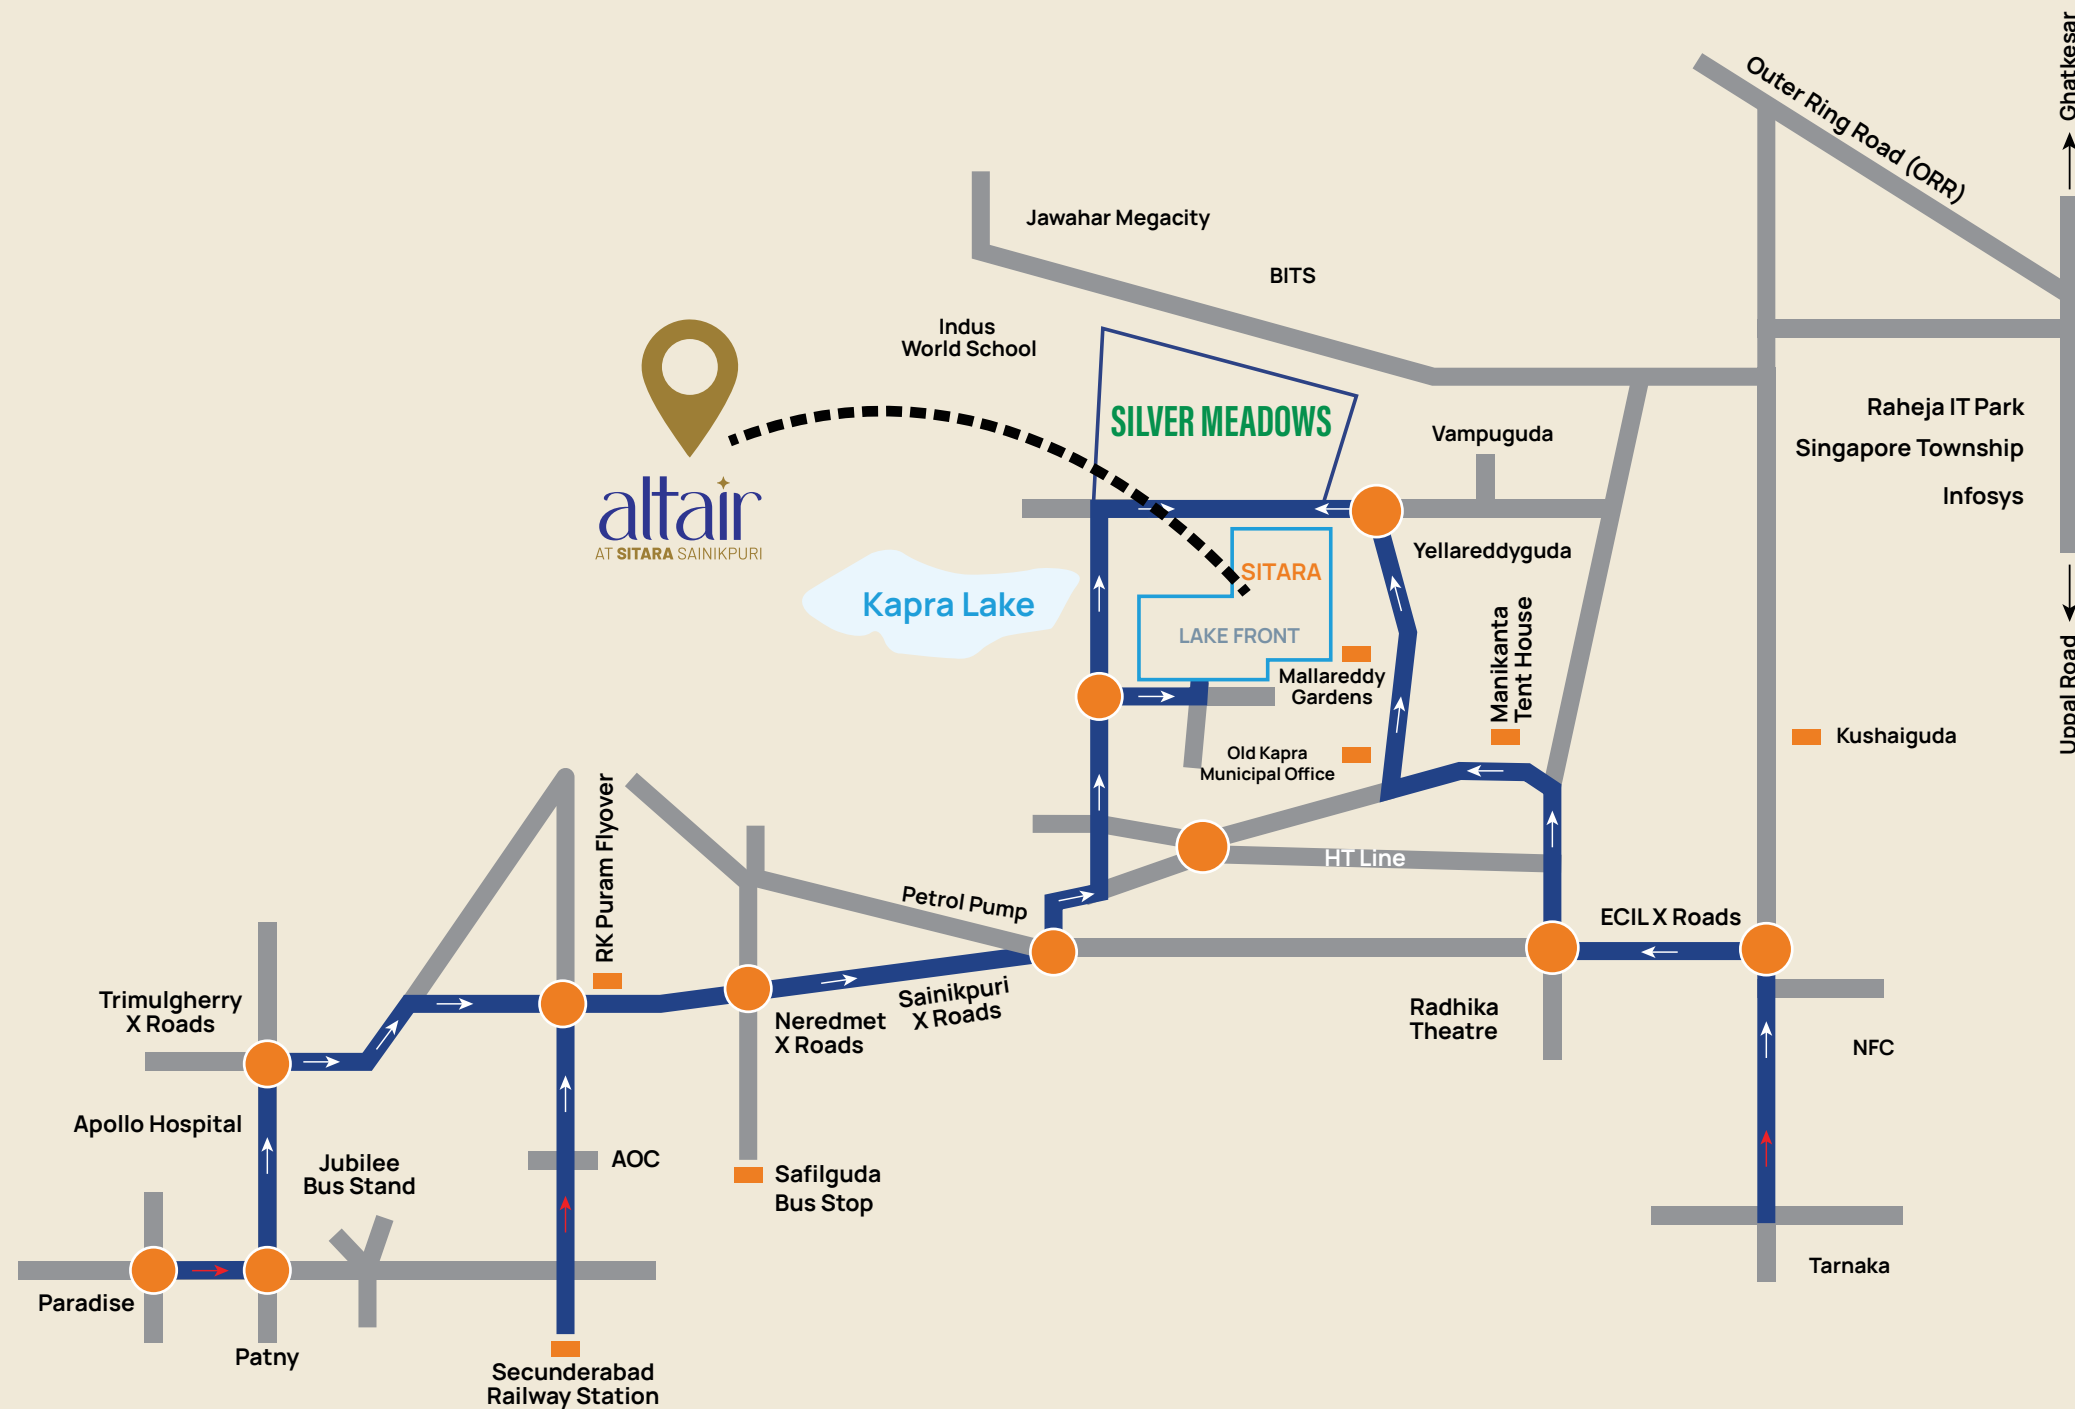 Ghatkesar
Outer Ring Road (ORR)
Jawahar Megacity
BITS
Indus
World School
SILVER MEADOWS
Raheja IT Park
Singapore Township
Infosys
Vampuguda
altair
AT SITARA SAINIKPURI
Yellareddyguda
SITARA
Kapra Lake
LAKE FRONT
Manikanta
Tent House
Mallareddy
Gardens
Uppal Road
Kushaiguda
Old Kapra
Municipal Office
HT Line
RK Puram Flyover
Petrol Pump
ECIL X Roads
Trimulgherry
X Roads
Sainikpuri
X Roads
Neredmet
X Roads
Radhika
Theatre
NFC
Apollo Hospital
Jubilee
Bus Stand
AOC
Safilguda
Bus Stop
Tarnaka
Paradise
Patny
Secunderabad
Railway Station